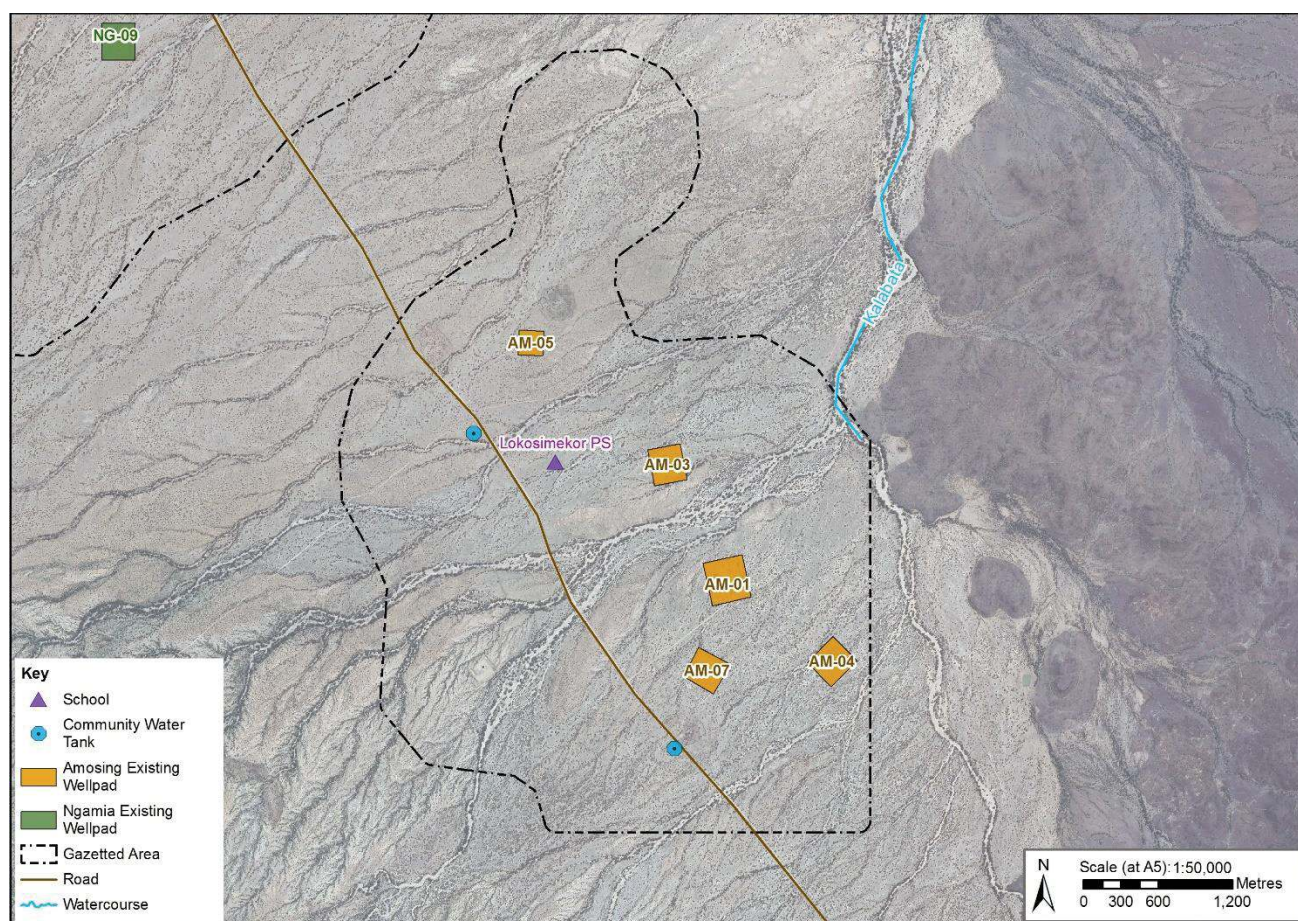 NG-09
Kalabata
AM-05
Lokosimekor PS
AM-03
AM-01
AM-07
AM-04
Key
School
Community Water
Tank
Amosing Existing
Wellpad
Ngamia Existing
Wellpad
Gazetted Area
Road
Watercourse
N
Scale (at A5): 1:50,000
Metres
0 300 600 1,200